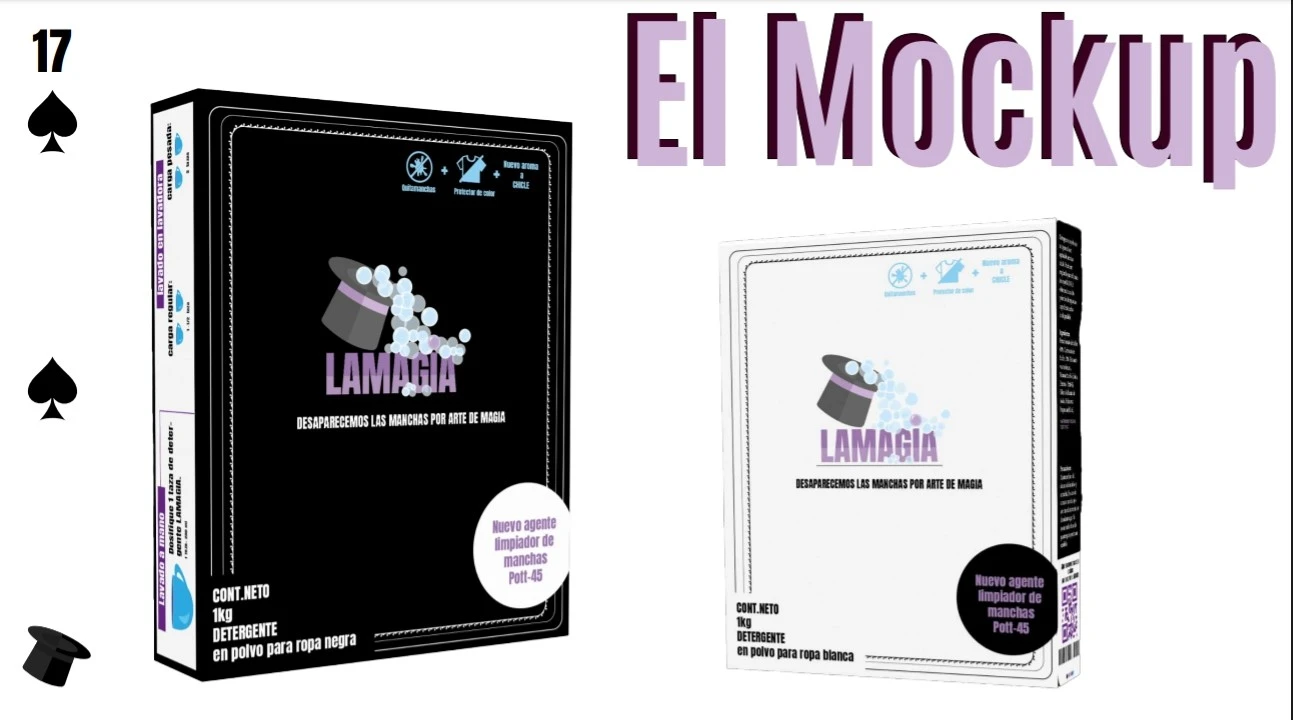 17
El Mockup
carga pesada:
lavado en lavadora
carga regular:
Dosifique 1 taza de deter-
gente LAMAGIA.
Lavado a mano
Quitamanchas
+
Protector de color
+
Nuevo aroma
a
CHICLE
LAMAGIA
DESAPARECEMOS LAS MANCHAS POR ARTE DE MAGIA
Nuevo agente
limpiador de
manchas
Pott-45
CONT.NETO
1kg
DETERGENTE
en polvo para ropa negra
Quitamanchas
+
Protector de color
+
Nuevo aroma
a
CHICLE
LAMAGIA
DESAPARECEMOS LAS MANCHAS POR ARTE DE MAGIA
Nuevo agente
limpiador de
manchas
Pott-45
CONT.NETO
1kg
DETERGENTE
en polvo para ropa blanca